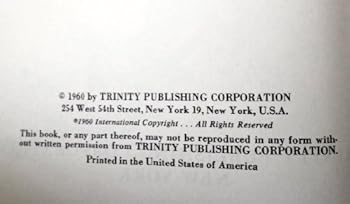 © 1960 by TRINITY PUBLISHING CORPORATION
254 West 54th Street, New York 19, New York, U.S.A.
©1960 International Copyright . . . All Rights Reserved
This book, or any part thereof, may not be reproduced in any form with-
out written permission from TRINITY PUBLISHING CORPORATION.
Printed in the United States of America